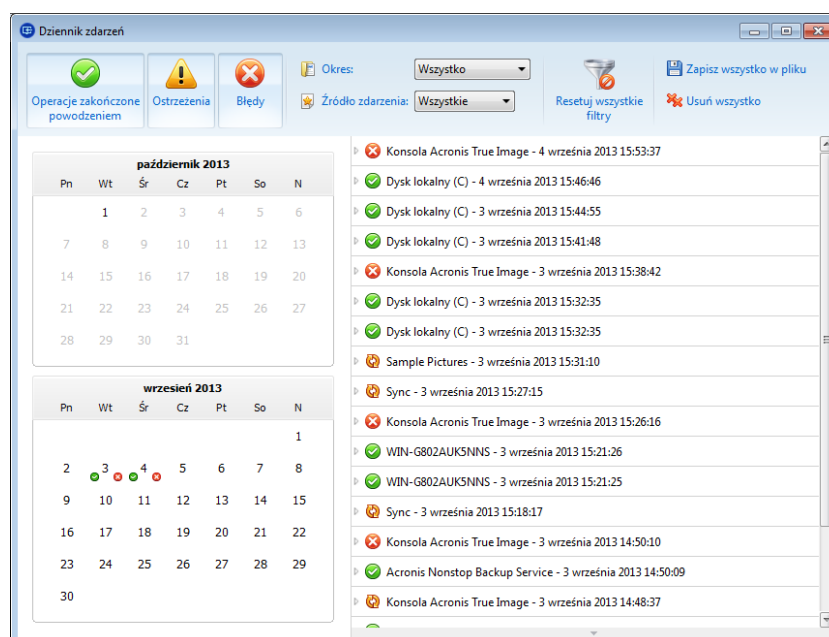 Dziennik zdarzeń
Operacje zakończone
powodzeniem
Ostrzeżenia
Błędy
Okres:
Wszystko
Źródło zdarzenia:
Wszystkie
Resetuj wszystkie
filtry
Zapisz wszystko w pliku
Usuń wszystko
październik 2013
Pn Wt Śr Cz Pt So N
1 2 3 4 5 6
7 8 9 10 11 12 13
14 15 16 17 18 19 20
21 22 23 24 25 26 27
28 29 30 31
wrzesień 2013
Pn Wt Śr Cz Pt So N
1
2 3 4 5 6 7 8
9 10 11 12 13 14 15
16 17 18 19 20 21 22
23 24 25 26 27 28 29
30
Konsola Acronis True Image - 4 września 2013 15:53:37
Dysk lokalny (C) - 4 września 2013 15:46:46
Dysk lokalny (C) - 3 września 2013 15:44:55
Dysk lokalny (C) - 3 września 2013 15:41:48
Konsola Acronis True Image - 3 września 2013 15:38:42
Dysk lokalny (C) - 3 września 2013 15:32:35
Dysk lokalny (C) - 3 września 2013 15:32:35
Sample Pictures - 3 września 2013 15:31:10
Sync - 3 września 2013 15:27:15
Konsola Acronis True Image - 3 września 2013 15:26:16
WIN-G802AUK5NNS - 3 września 2013 15:21:26
WIN-G802AUK5NNS - 3 września 2013 15:21:25
Sync - 3 września 2013 15:18:17
Konsola Acronis True Image - 3 września 2013 14:50:10
Acronis Nonstop Backup Service - 3 września 2013 14:50:09
Konsola Acronis True Image - 3 września 2013 14:48:37